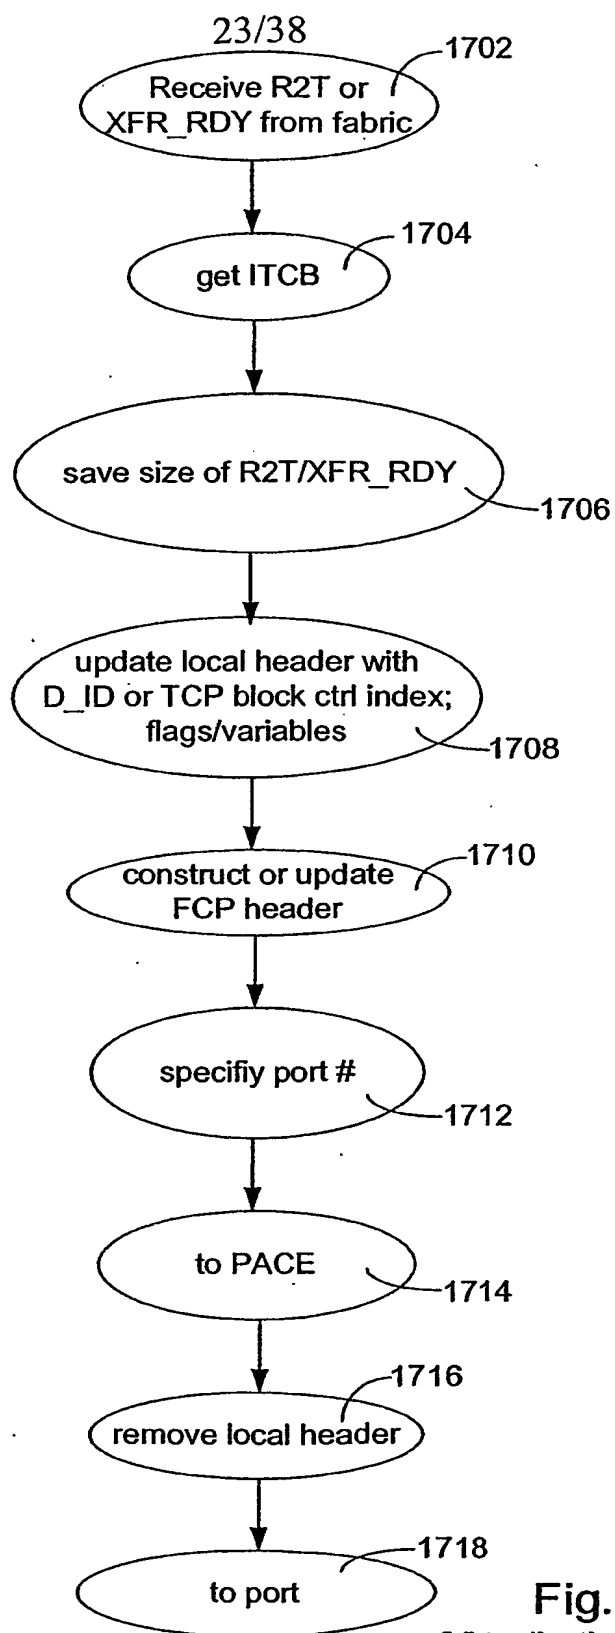 23/38
1702
Receive R2T or
XFR_RDY from fabric
1704
get ITCB
save size of R2T/XFR_RDY
1706
update local header with
D_ID or TCP block ctrl index;
flags/variables
1708
1710
construct or update
FCP header
specifiy port #
1712
to PACE
1714
1716
remove local header
1718
to port
Fig.